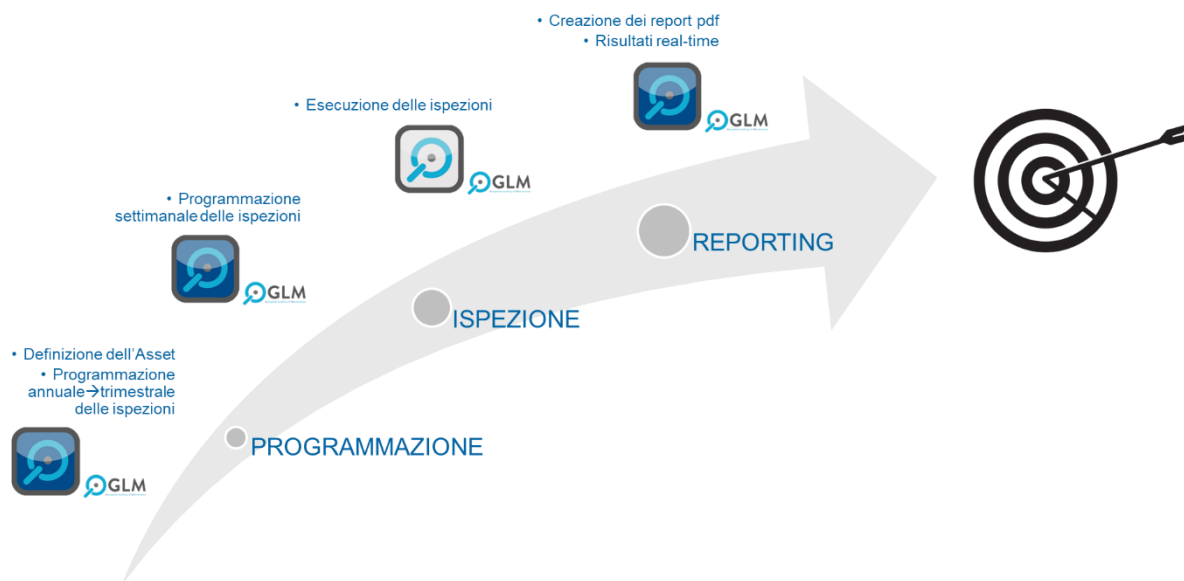 • Creazione dei report pdf
• Risultati real-time
GLM
• Esecuzione delle ispezioni
GLM
• Programmazione
settimanale delle ispezioni
GLM
REPORTING
ISPEZIONE
• Definizione dell'Asset
• Programmazione
annuale→trimestrale
delle ispezioni
GLM
PROGRAMMAZIONE